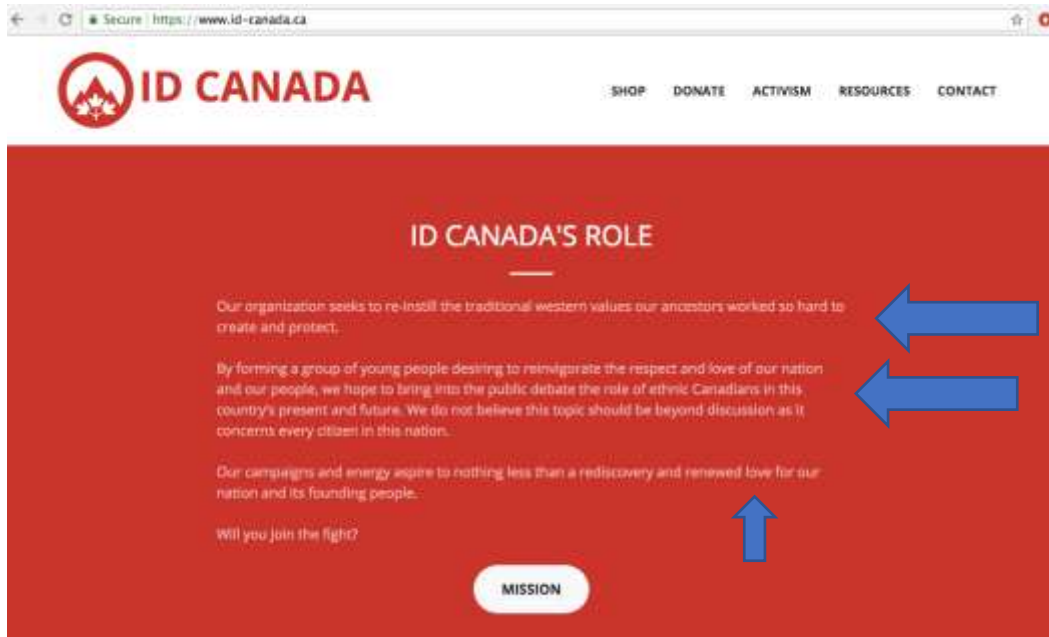 Secure https://www.id-canada.ca
ID CANADA
SHOP DONATE ACTIVISM RESOURCES CONTACT
ID CANADA'S ROLE
Our organization seeks to re-instill the traditional western values our ancestors worked so hard to
create and protect.
By forming a group of young people desiring to reinvigorate the respect and love of our nation
and our people, we hope to bring into the public debate the role of ethnic Canadians in this
country's present and future. We do not believe this topic should be beyond discussion as it
concerns every citizen in this nation.
Our campaigns and energy aspire to nothing less than a rediscovery and renewed love for our
nation and its founding people.
Will you join the fight?
MISSION